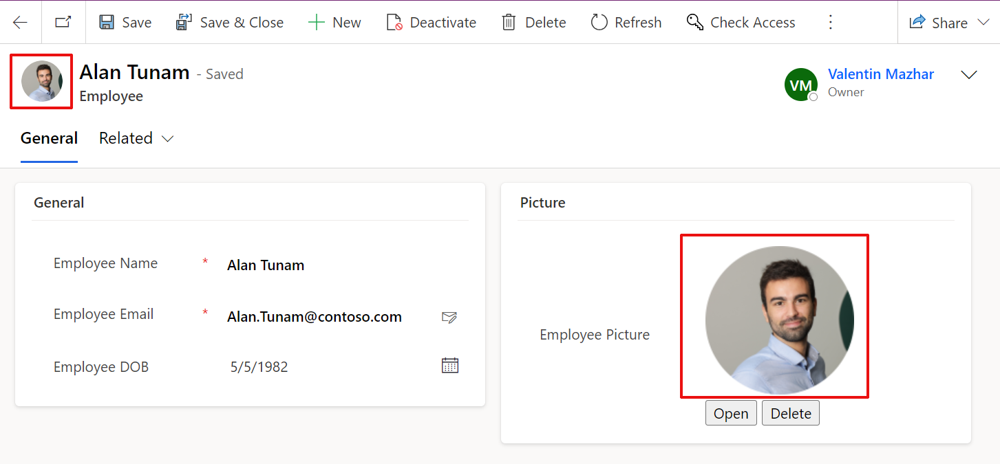 Save Save & Close New Deactivate Delete Refresh Check Access Share
Alan Tunam - Saved
Employee
VM Valentin Mazhar
Owner
General Related
General
Employee Name * Alan Tunam
Employee Email * Alan.Tunam@contoso.com
Employee DOB 5/5/1982
Picture
Employee Picture
Open Delete